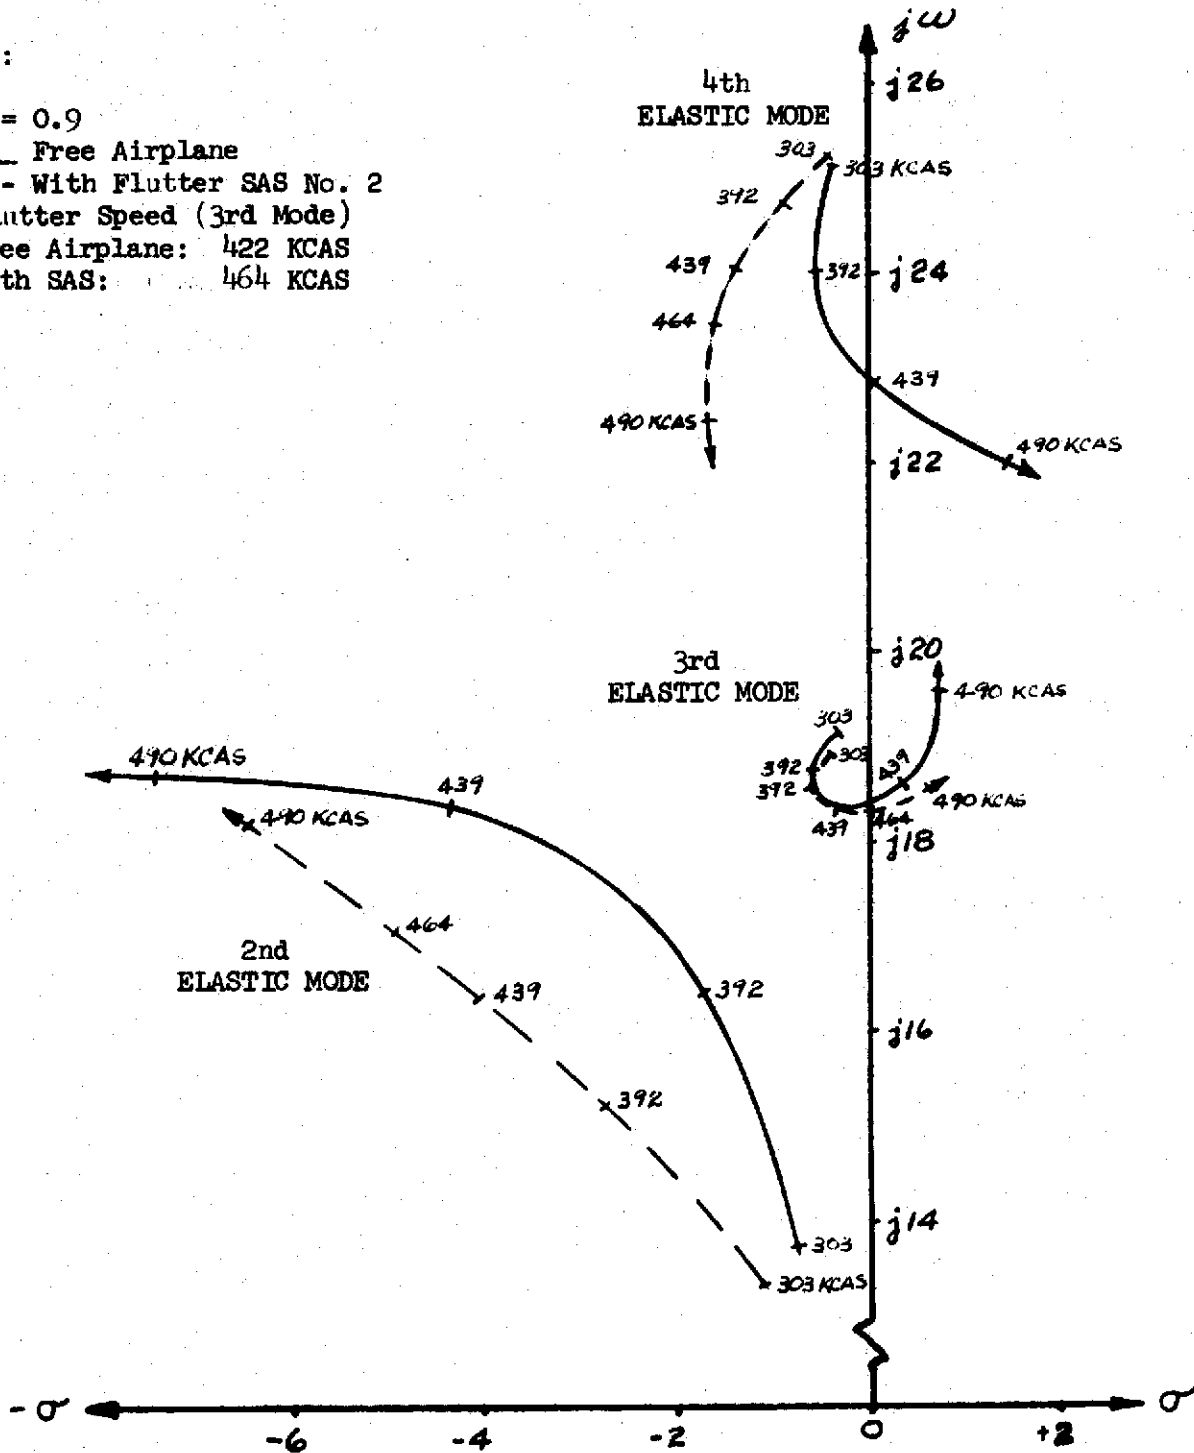 :
= 0.9
_ Free Airplane
- With Flutter SAS No. 2
utter Speed (3rd Mode)
ee Airplane: 422 KCAS
th SAS: 464 KCAS
jω
j26
4th
ELASTIC MODE
303
303 KCAS
392
439
392
j24
464
439
490 KCAS
490 KCAS
j22
j20
3rd
ELASTIC MODE
490 KCAS
303
303
392
439
392
490 KCAS
439
464
j18
490 KCAS
439
490 KCAS
464
2nd
ELASTIC MODE
439
392
j16
392
j14
303
303 KCAS
-σ
σ
-6
-4
-2
0
+2